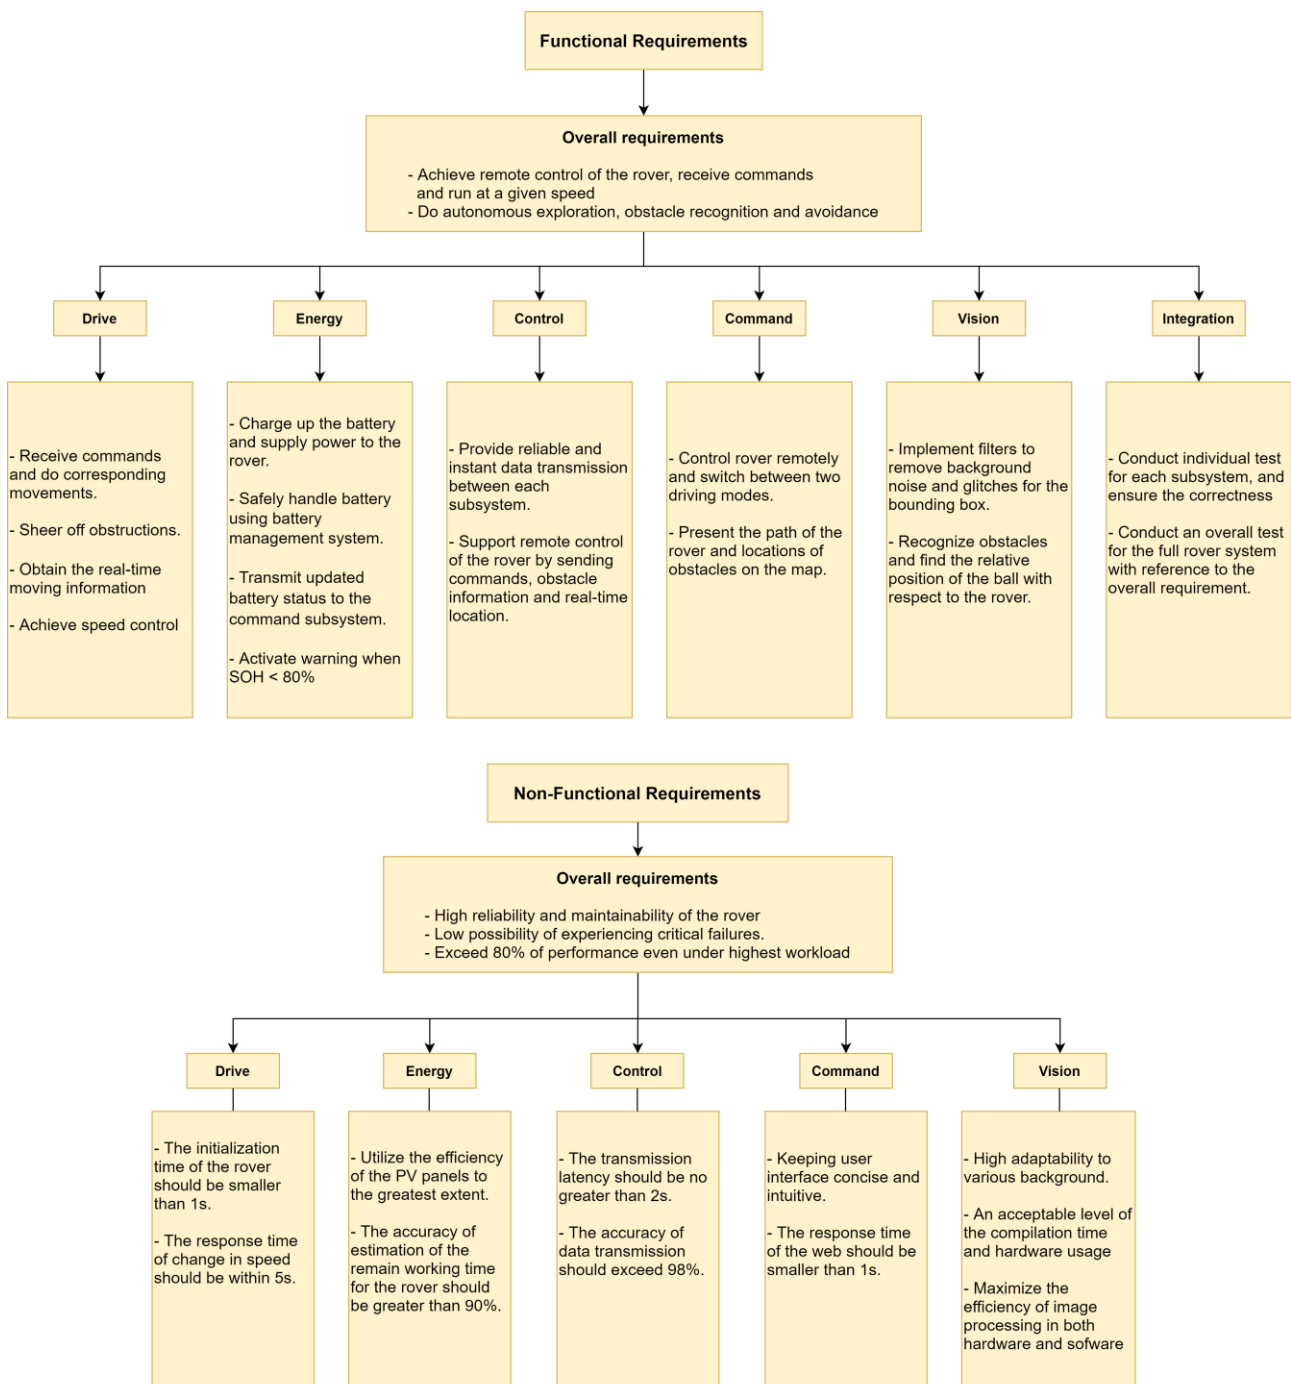 Functional Requirements
Overall requirements
- Achieve remote control of the rover, receive commands
and run at a given speed
- Do autonomous exploration, obstacle recognition and avoidance
Drive
Energy
Control
Command
Vision
Integration
- Receive commands
and do corresponding
movements.
- Sheer off obstructions.
- Obtain the real-time
moving information
- Achieve speed control
- Charge up the battery
and supply power to the
rover.
- Safely handle battery
using battery
management system.
- Transmit updated
battery status to the
command subsystem.
- Activate warning when
SOH < 80%
- Provide reliable and
instant data transmission
between each
subsystem.
- Support remote control
of the rover by sending
commands, obstacle
information and real-time
location.
- Control rover remotely
and switch between two
driving modes.
- Present the path of the
rover and locations of
obstacles on the map.
- Implement filters to
remove background
noise and glitches for the
bounding box.
- Recognize obstacles
and find the relative
position of the ball with
respect to the rover.
- Conduct individual test
for each subsystem, and
ensure the correctness
- Conduct an overall test
for the full rover system
with reference to the
overall requirement.
Non-Functional Requirements
Overall requirements
- High reliability and maintainability of the rover
- Low possibility of experiencing critical failures.
- Exceed 80% of performance even under highest workload
Drive
Energy
Control
Command
Vision
- The initialization
time of the rover
should be smaller
than 1s.
- The response time
of change in speed
should be within 5s.
- Utilize the efficiency
of the PV panels to
the greatest extent.
- The accuracy of
estimation of the
remain working time
for the rover should
be greater than 90%.
- The transmission
latency should be no
greater than 2s.
- The accuracy of
data transmission
should exceed 98%.
- Keeping user
interface concise and
intuitive.
- The response time
of the web should be
smaller than 1s.
- High adaptability to
various background.
- An acceptable level of
the compilation time
and hardware usage
- Maximize the
efficiency of image
processing in both
hardware and sofware